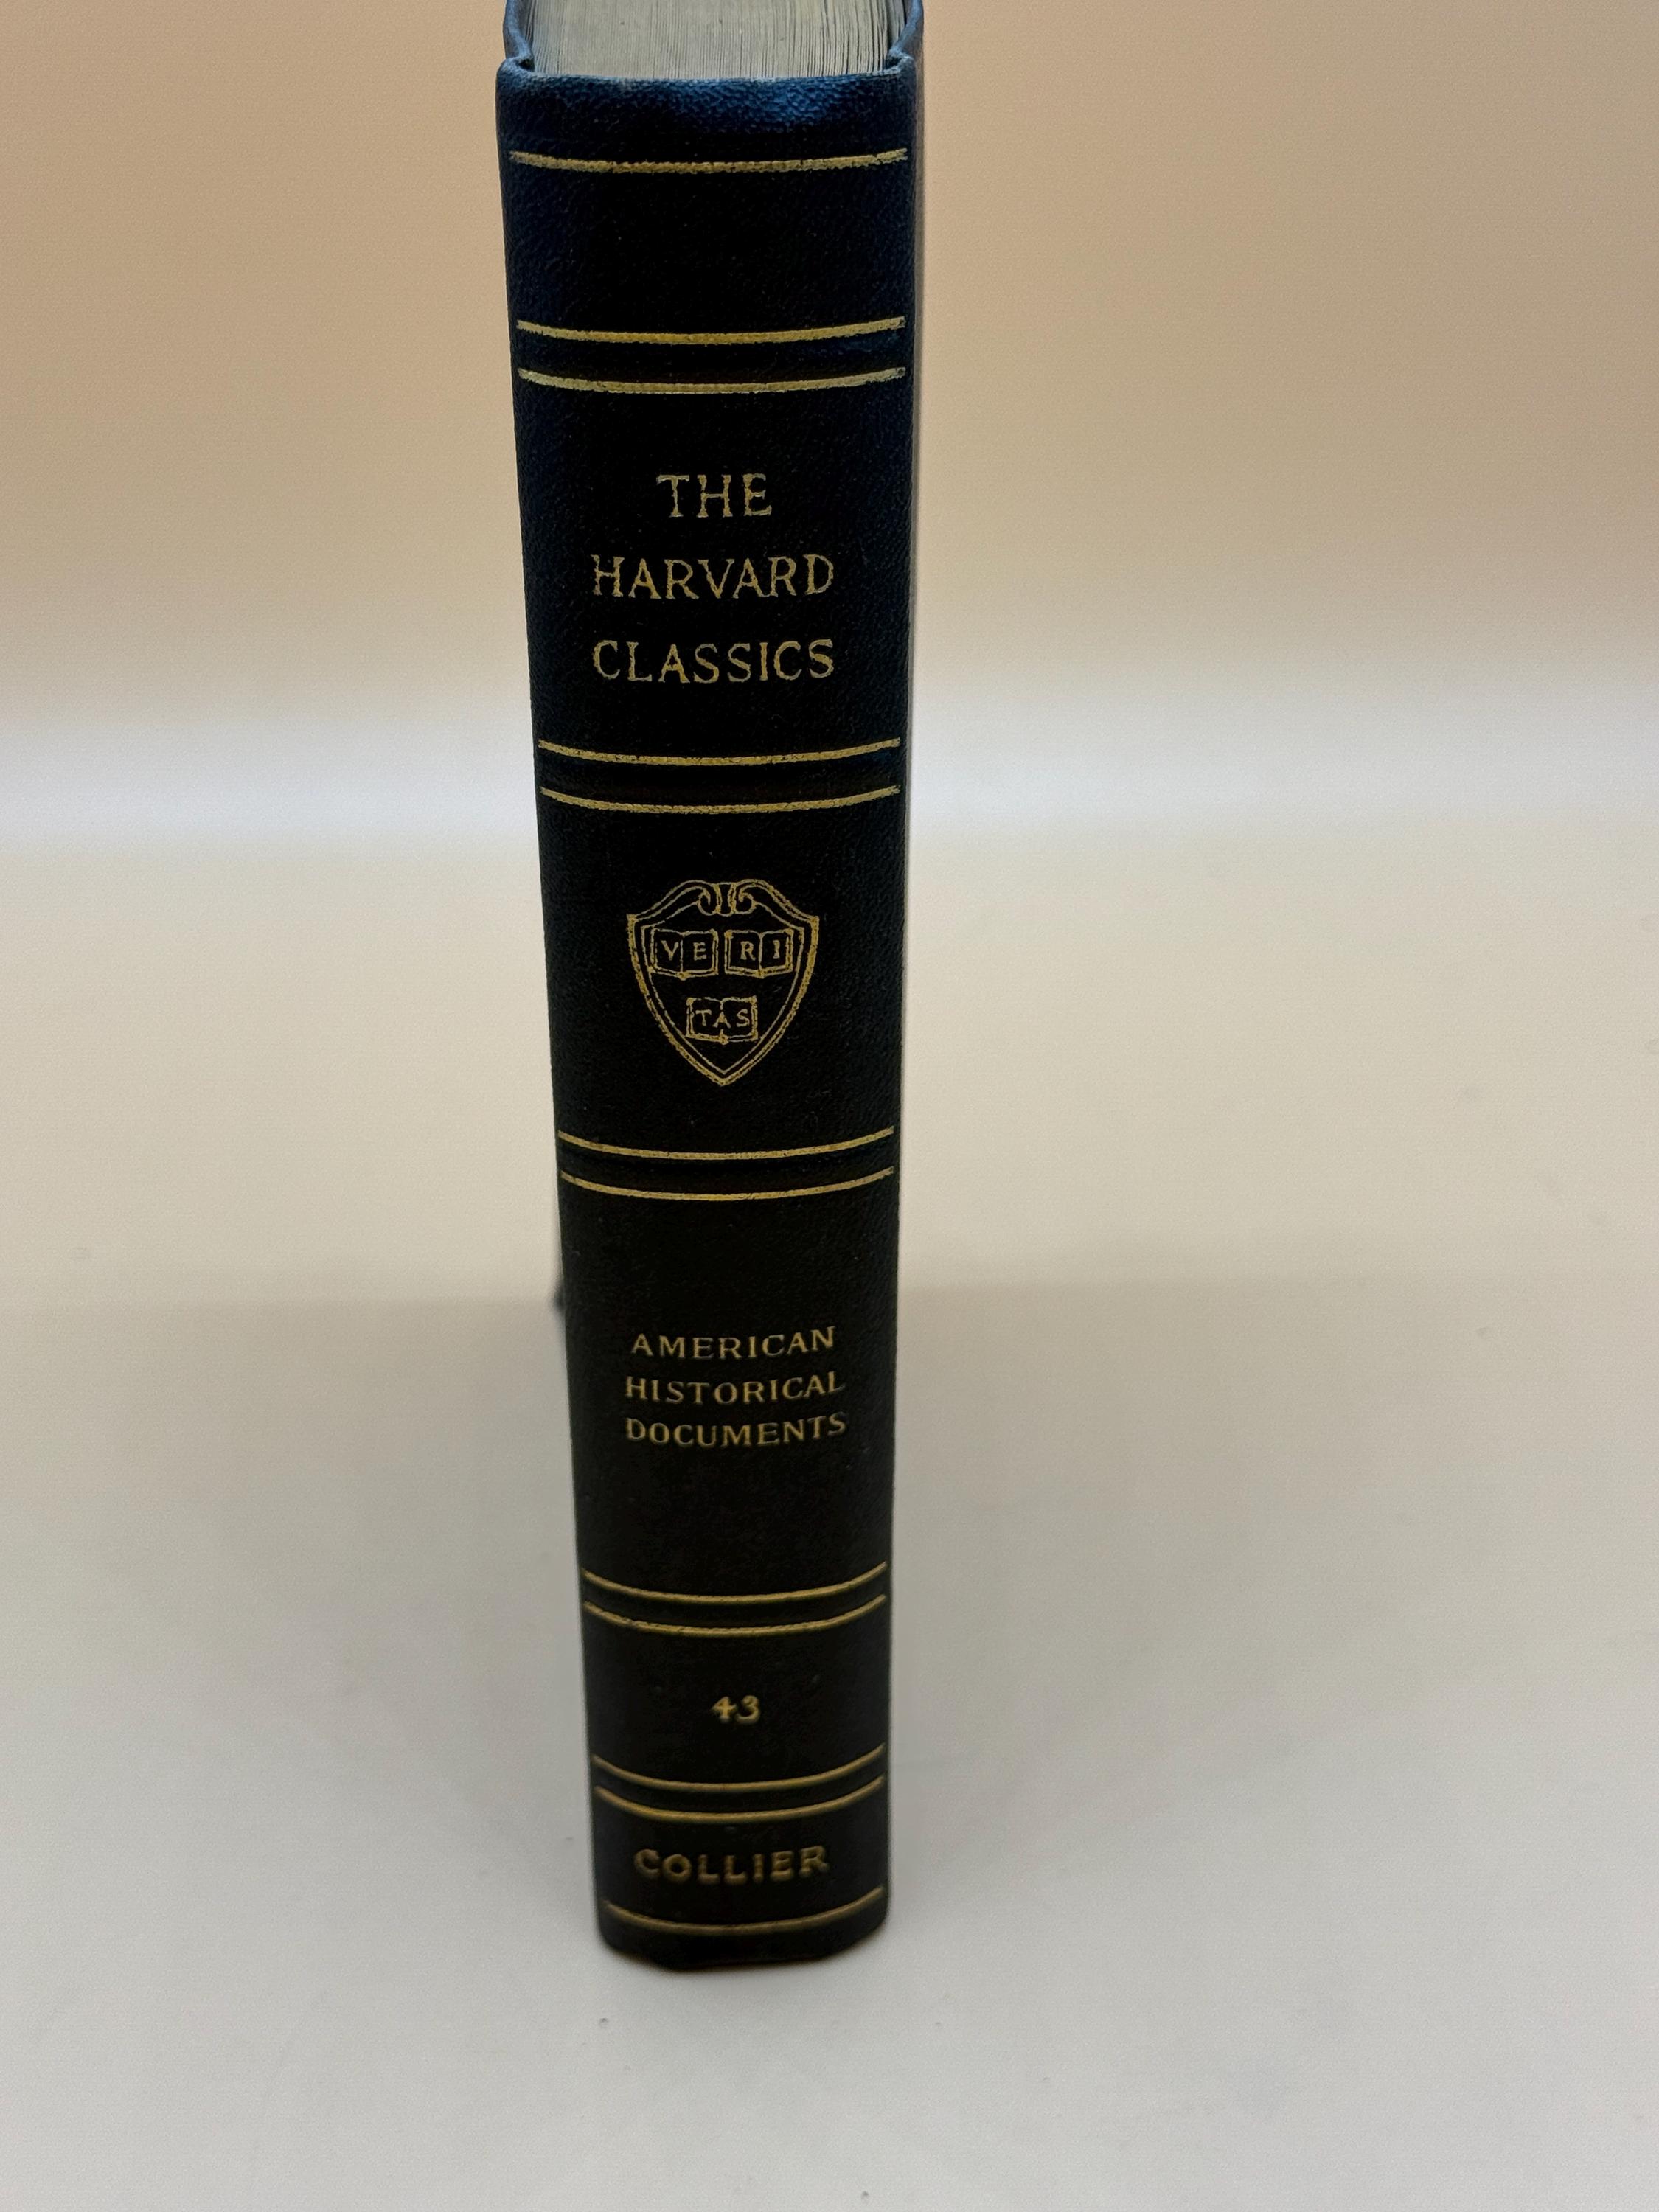 THE
HARVARD
CLASSICS
VE RI
TAS
AMERICAN
HISTORICAL
DOCUMENTS
43
COLLIER